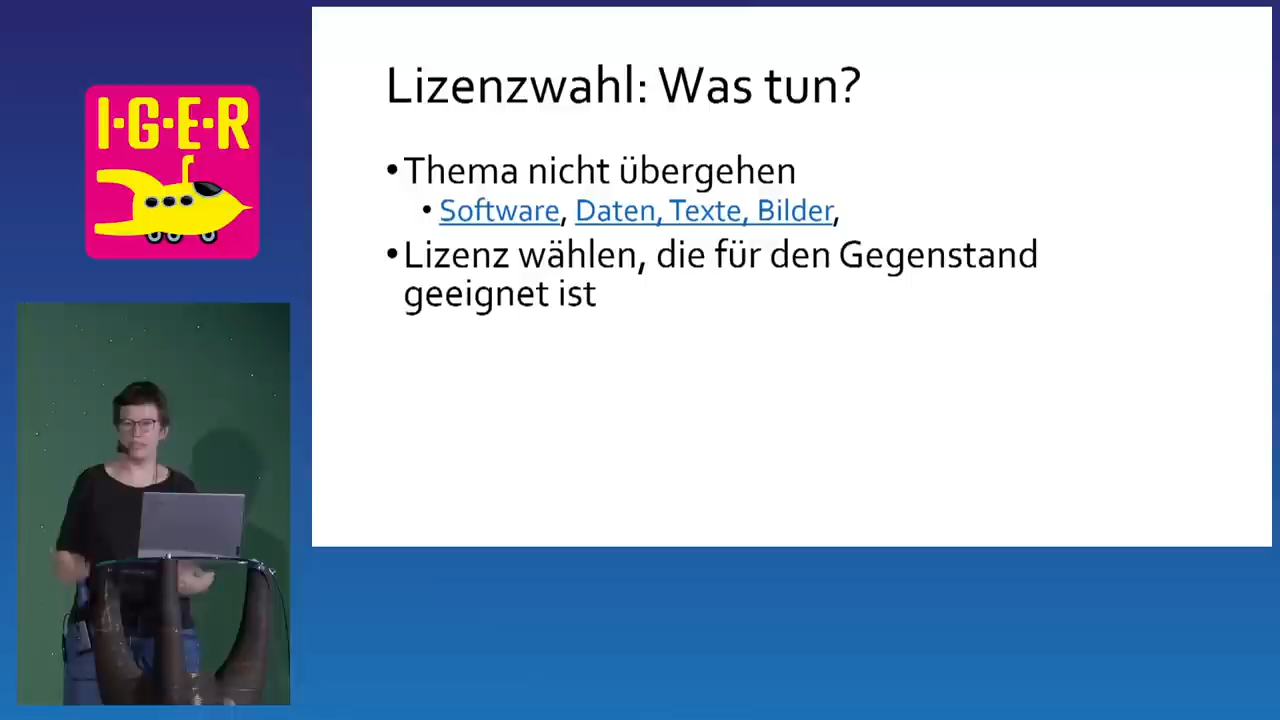 I·G·E·R
Lizenzwahl: Was tun?
•Thema nicht übergehen
•Software, Daten, Texte, Bilder,
•Lizenz wählen, die für den Gegenstand
geeignet ist